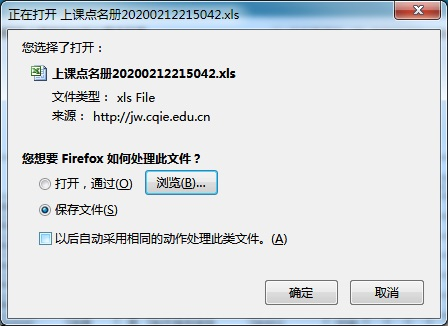 正在打开 上课点名册20200212215042.xls
您选择了打开：
上课点名册20200212215042.xls
文件类型： xls File
来源： http://jw.cqie.edu.cn
您想要 Firefox 如何处理此文件？
打开，通过(O) 浏览(B)...
保存文件(S)
以后自动采用相同的动作处理此类文件。(A)
确定 取消